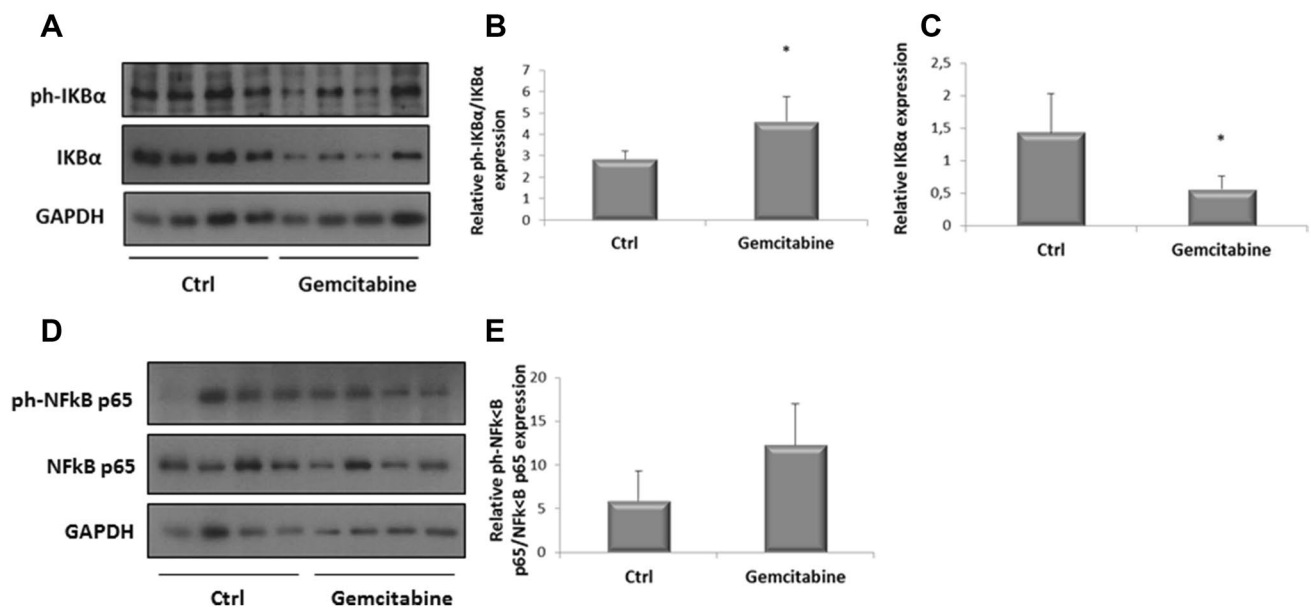 A
ph-IKBα
IKBα
GAPDH
Ctrl Gemcitabine
B
Relative ph-IKBα/IKBα
expression
7
6
5
4
3
2
1
0
*
Ctrl Gemcitabine
C
Relative IKBα expression
2,5
2
1,5
1
0,5
0
*
Ctrl Gemcitabine
D
ph-NFkB p65
NFkB p65
GAPDH
Ctrl Gemcitabine
E
Relative ph-NFk<B
p65/NFk<B p65 expression
20
15
10
5
0
Ctrl Gemcitabine